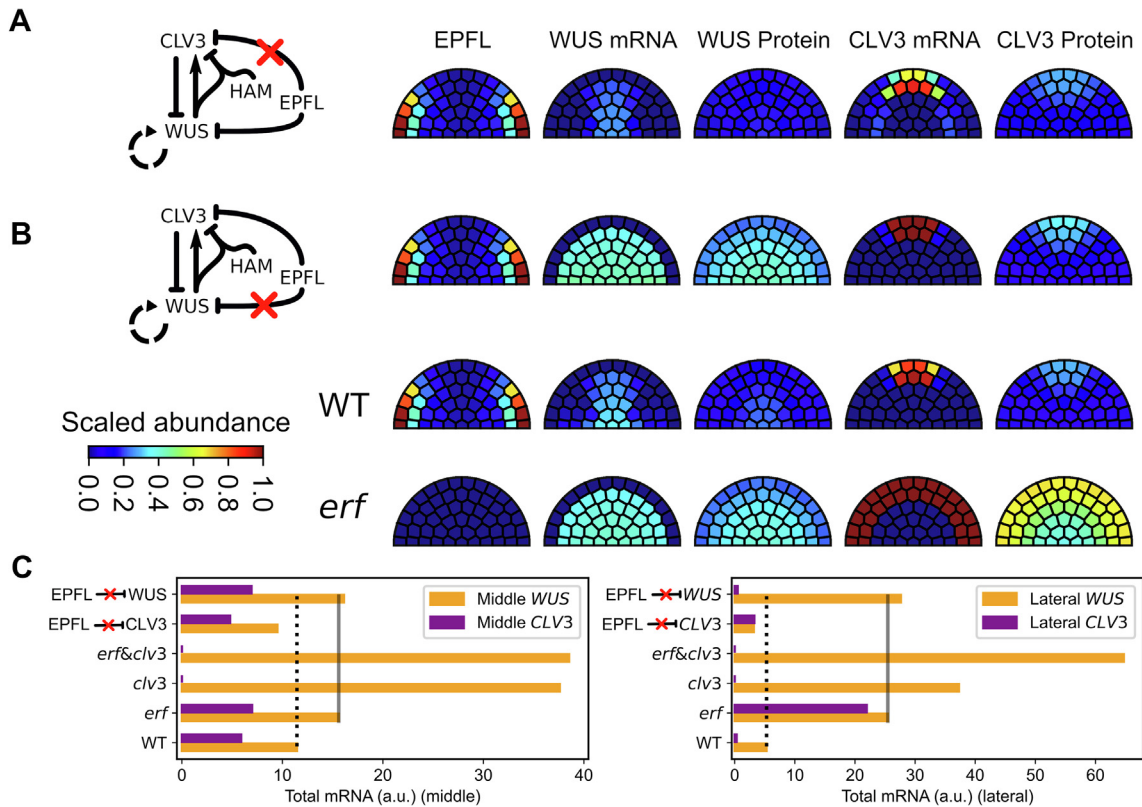 A
CLV3
HAM
EPFL
WUS
EPFL WUS mRNA WUS Protein CLV3 mRNA CLV3 Protein
B
CLV3
HAM
EPFL
WUS
WT
Scaled abundance
0.0 0.2 0.4 0.6 0.8 1.0
erf
C
EPFL WUS
EPFL CLV3
erf&clv3
clv3
erf
WT
Middle WUS
Middle CLV3
0 10 20 30 40
Total mRNA (a.u.) (middle)
EPFL WUS
EPFL CLV3
erf&clv3
clv3
erf
WT
Lateral WUS
Lateral CLV3
0 10 20 30 40 50 60
Total mRNA (a.u.) (lateral)